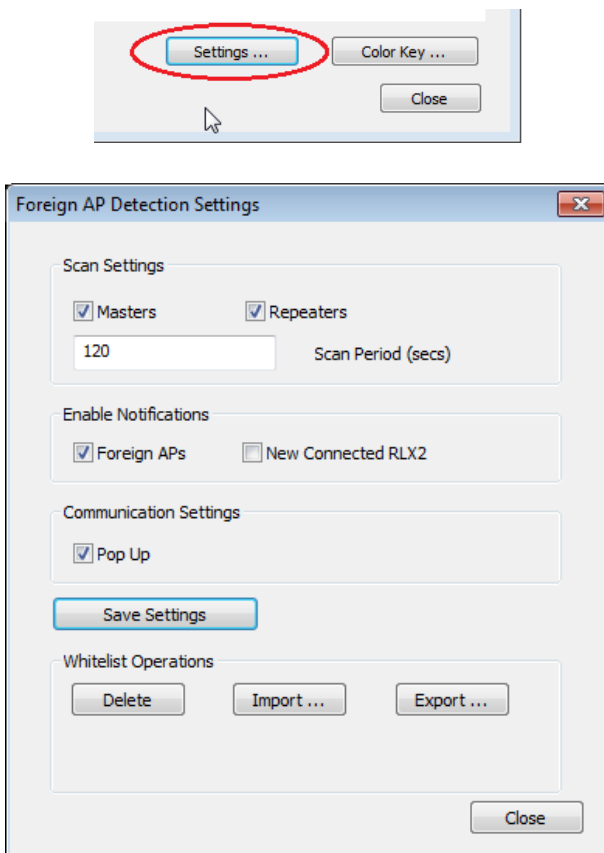 Settings ... Color Key ...
Close
Foreign AP Detection Settings
Scan Settings
Masters Repeaters
120 Scan Period (secs)
Enable Notifications
Foreign APs New Connected RLX2
Communication Settings
Pop Up
Save Settings
Whitelist Operations
Delete Import ... Export ...
Close